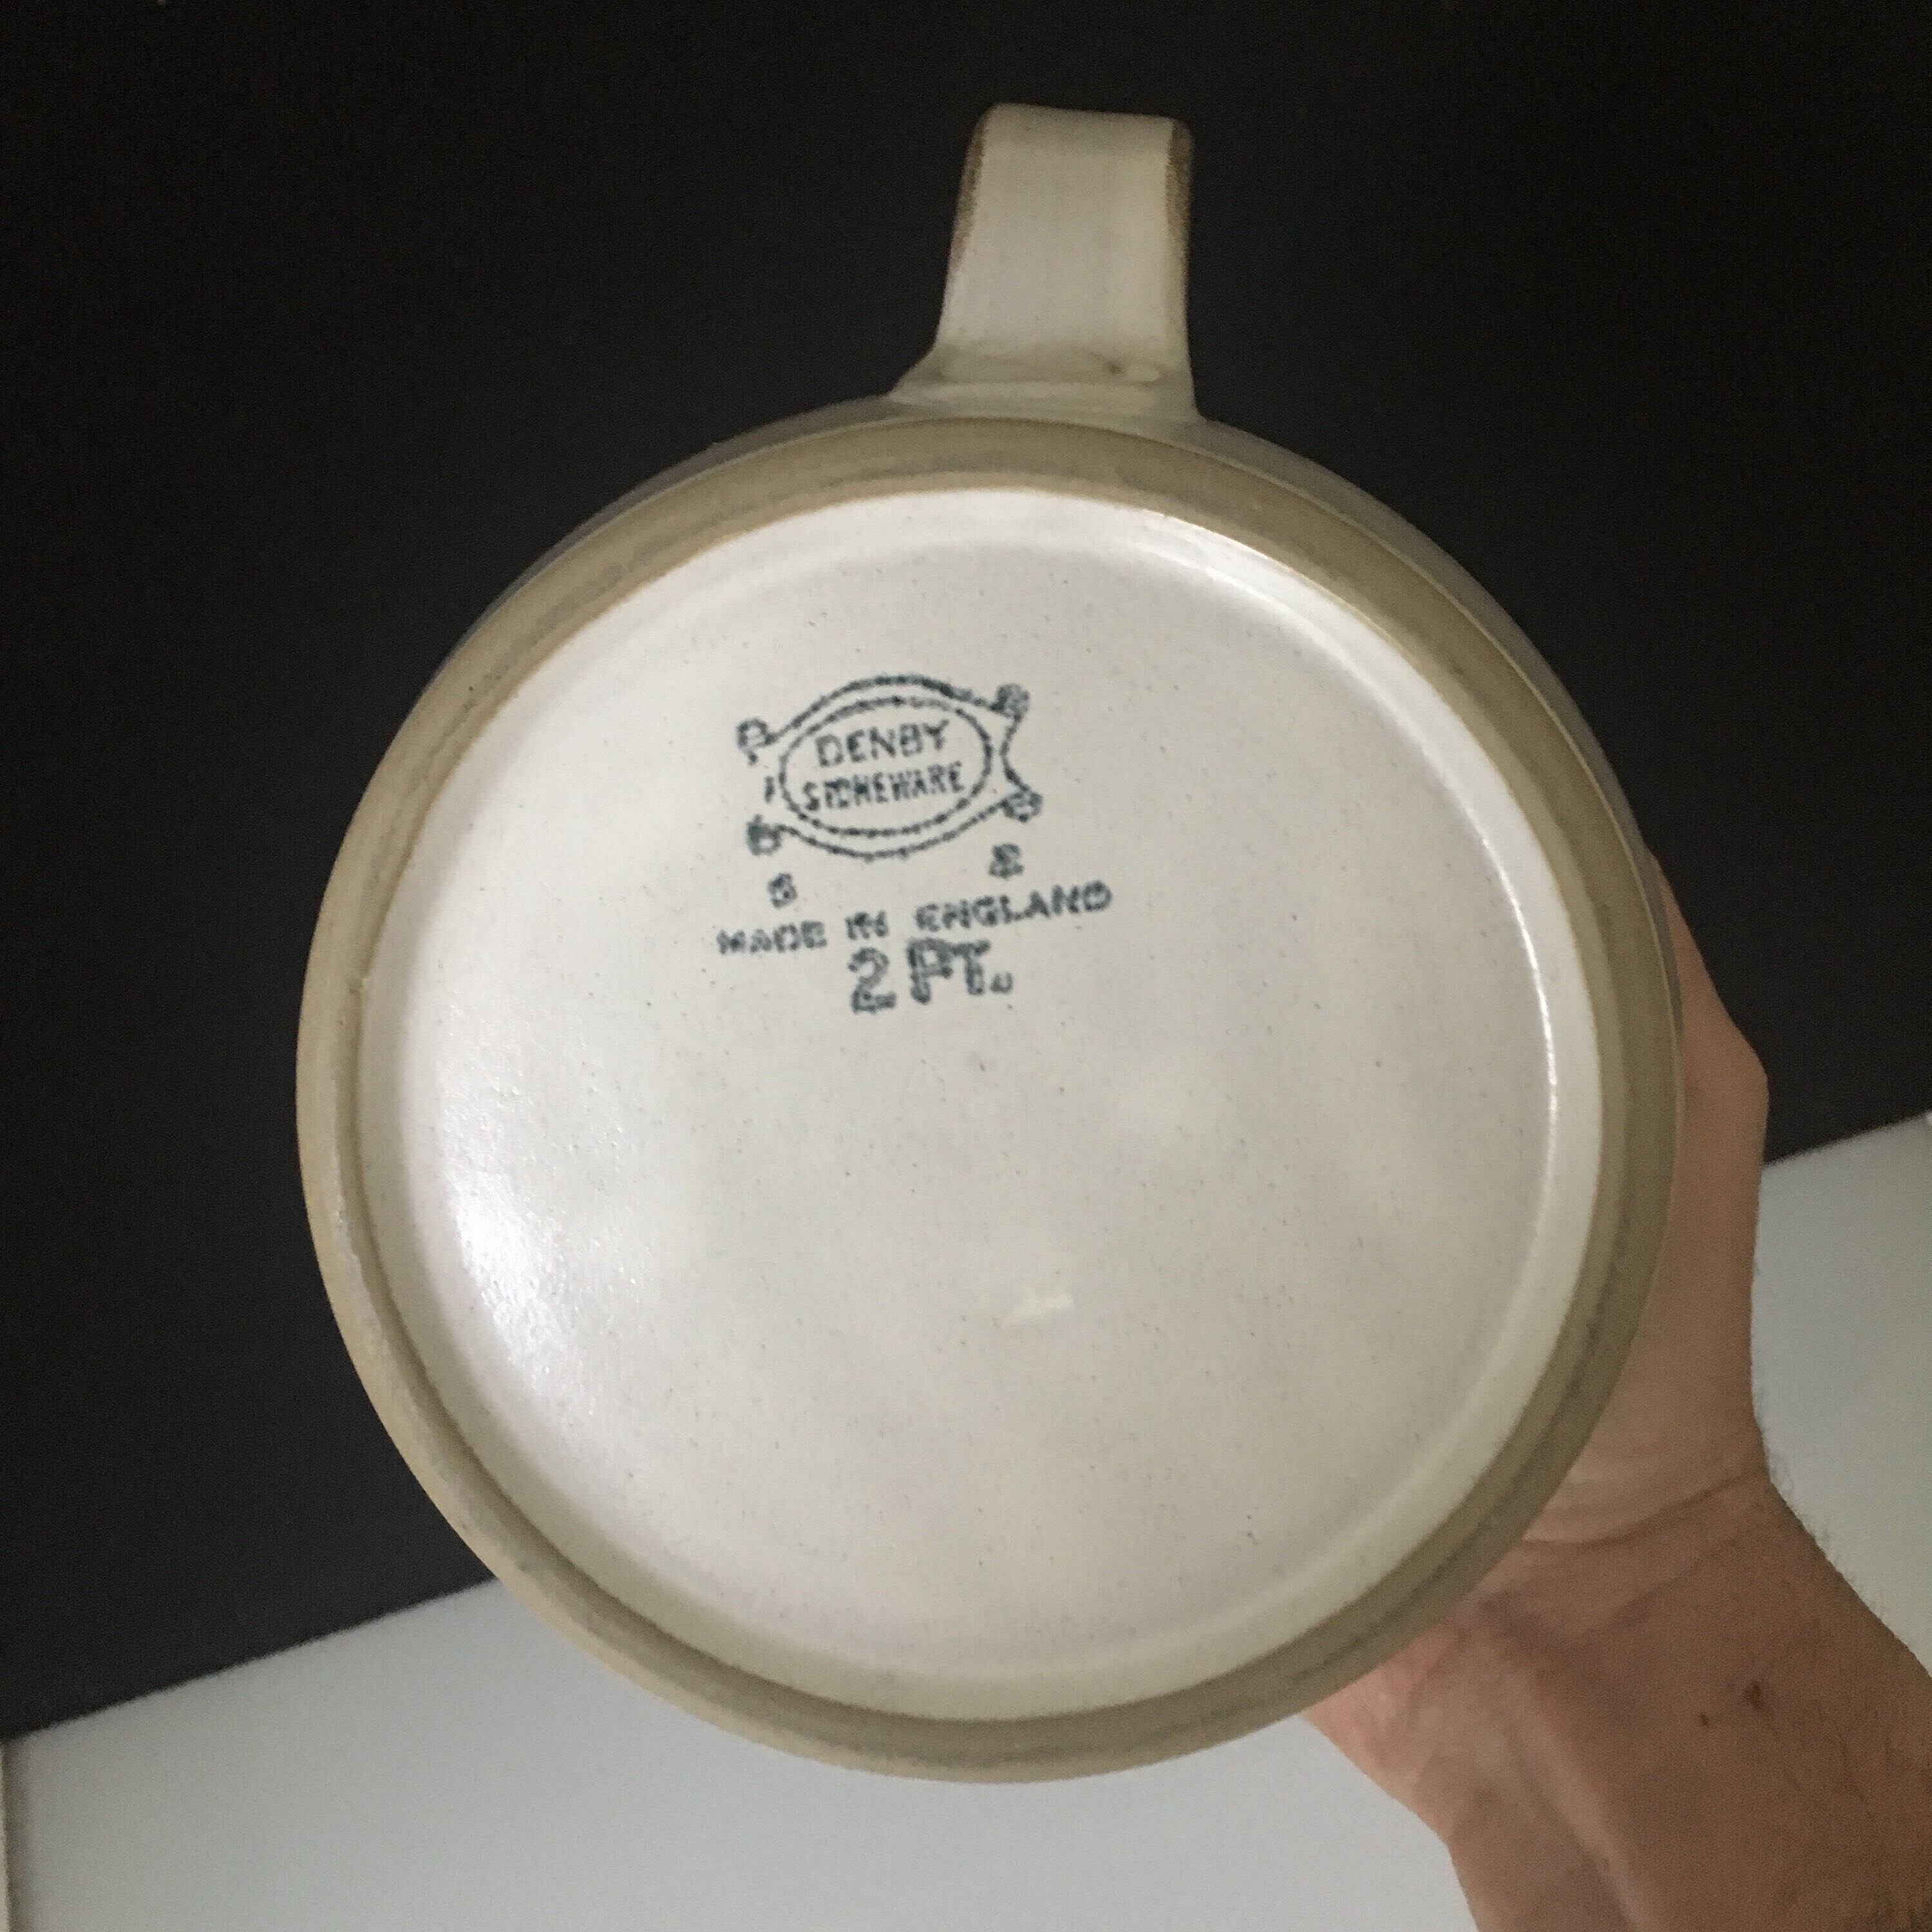 DENBY
STONEWARE
MADE IN ENGLAND
2 PT.